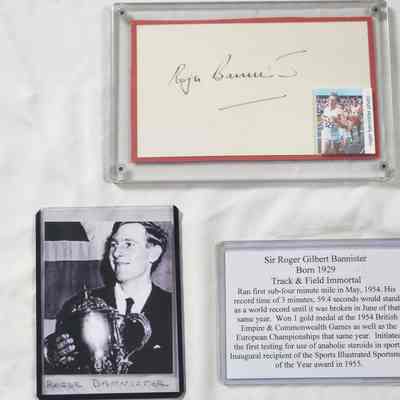 Roger Bannister
Sir Roger Gilbert Bannister
Born 1929
Track & Field Immortal
Ran first sub-four minute mile in May, 1954. His
record time of 3 minutes, 59.4 seconds would stand
as a world record until it was broken in June of that
same year. Won 1 gold medal at the 1954 British
Empire & Commonwealth Games as well as the
European Championships that same year. Initiated
the first testing for use of anabolic steroids in sport
Inaugural recipient of the Sports Illustrated Sportsm
of the Year award in 1955.
ROGER BANNISTER